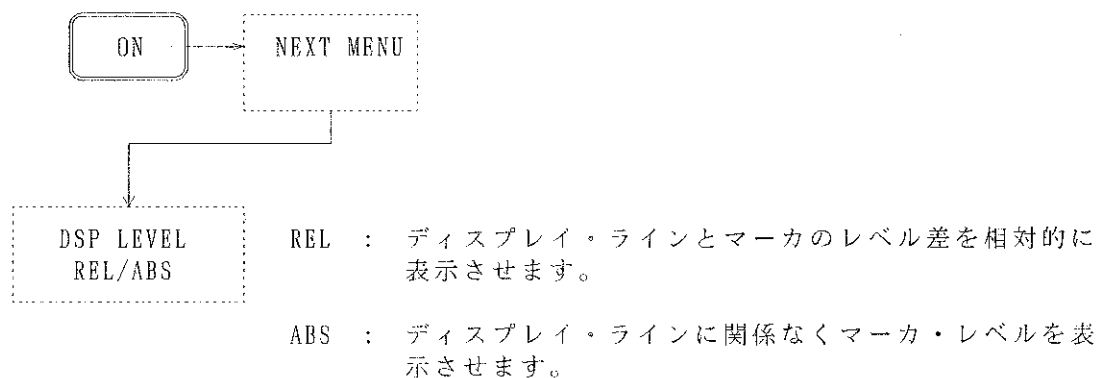 ON
NEXT MENU
DSP LEVEL
REL/ABS
REL : ディスプレイ・ラインとマーカのレベル差を相対的に
表示させます。
ABS : ディスプレイ・ラインに関係なくマーカ・レベルを表
示させます。